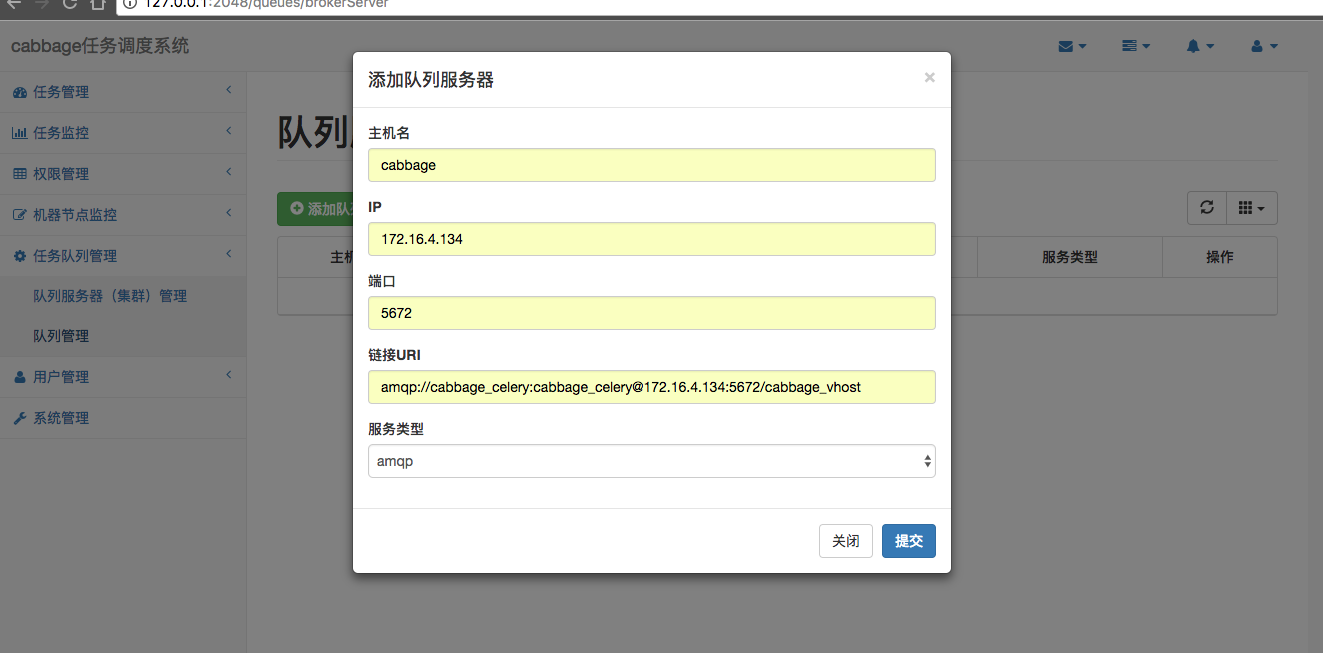 127.0.0.1:2048/queues/brokerServer
cabbage任务调度系统
任务管理
任务监控
权限管理
机器节点监控
任务队列管理
队列服务器（集群）管理
队列管理
用户管理
系统管理
队列
添加队
主机
服务类型
操作
添加队列服务器
×
主机名
cabbage
IP
172.16.4.134
端口
5672
链接URI
amqp://cabbage_celery:cabbage_celery@172.16.4.134:5672/cabbage_vhost
服务类型
amqp
关闭
提交